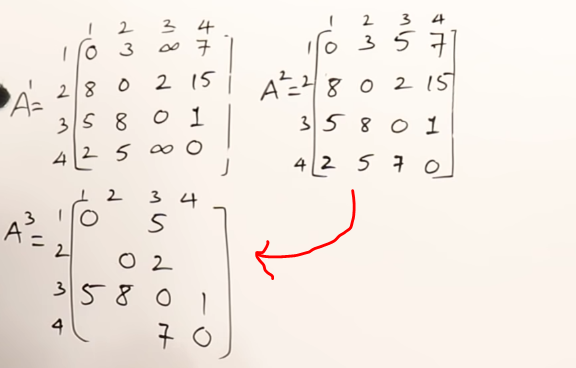 1 2 3 4
1 0 3 ∞ 7
A¹= 2 8 0 2 15
3 5 8 0 1
4 2 5 ∞ 0
1 2 3 4
1 0 3 5 7
A²= 2 8 0 2 15
3 5 8 0 1
4 2 5 7 0
1 2 3 4
A³= 1 0 5
2 0 2
3 5 8 0 1
4 7 0